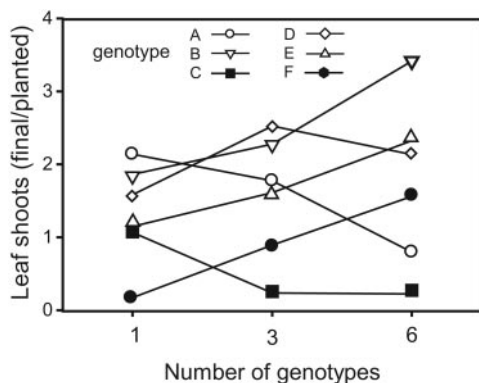 4
3
2
1
0
Leaf shoots (final/planted)
genotype
A D
B E
C F
1 3 6
Number of genotypes